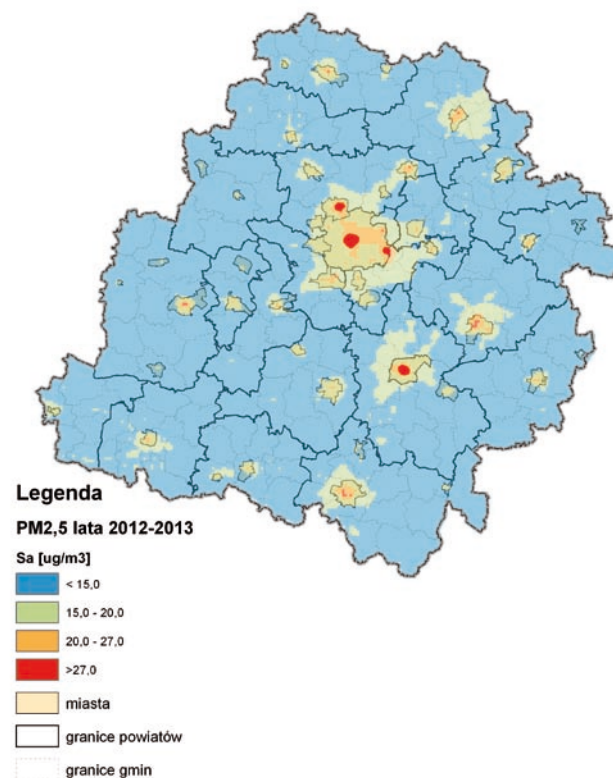 Legenda
PM2,5 lata 2012-2013
Sa [ug/m3]
< 15,0
15,0 - 20,0
20,0 - 27,0
>27,0
miasta
granice powiatów
granice gmin